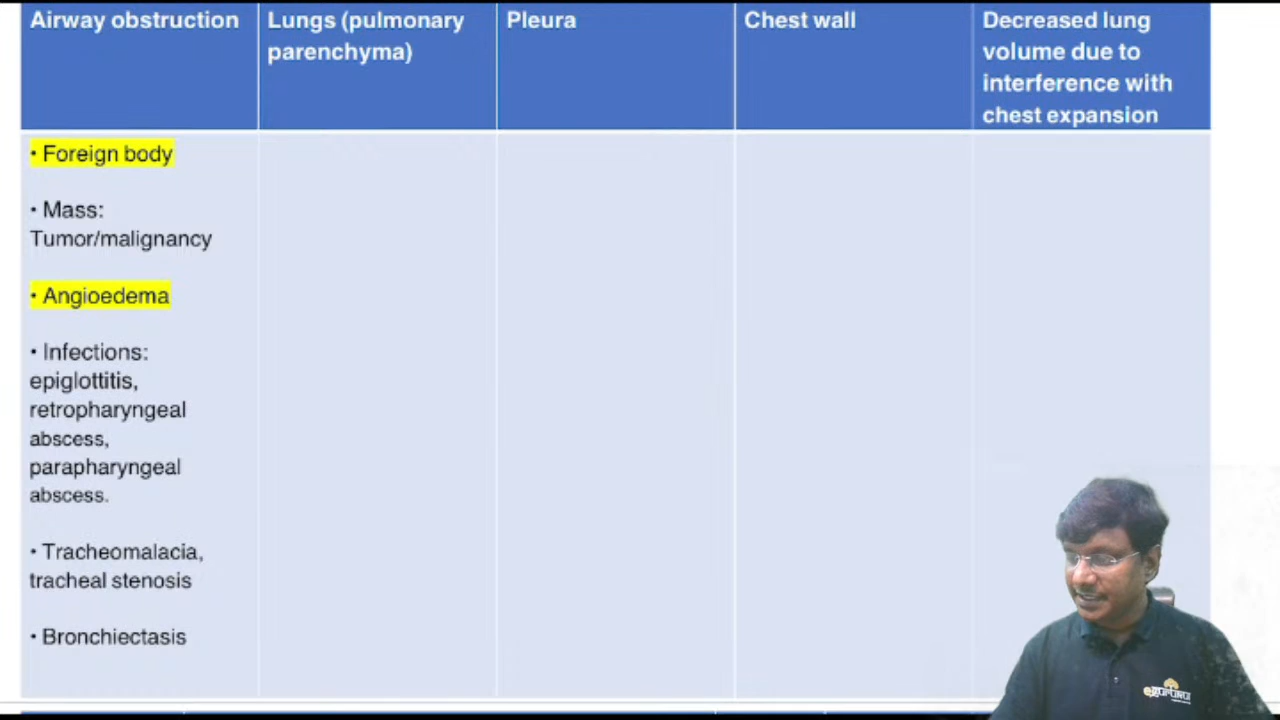 Airway obstruction
Lungs (pulmonary
parenchyma)
Pleura
Chest wall
Decreased lung
volume due to
interference with
chest expansion
• Foreign body
• Mass:
Tumor/malignancy
• Angioedema
• Infections:
epiglottitis,
retropharyngeal
abscess,
parapharyngeal
abscess.
• Tracheomalacia,
tracheal stenosis
• Bronchiectasis